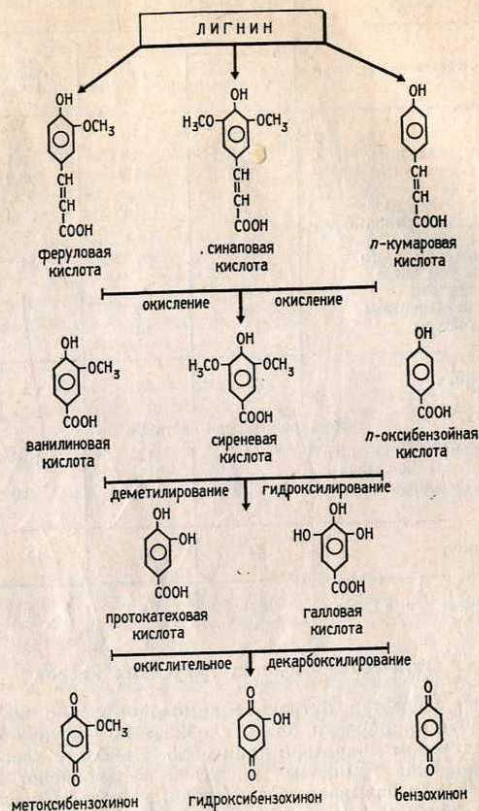 ЛИГНИН
OH
OCH₃
CH
CH
COOH
феруловая
кислота
OH
H₃CO
OCH₃
CH
CH
COOH
синаповая
кислота
OH
CH
CH
COOH
п-кумаровая
кислота
окисление окисление
OH
OCH₃
COOH
ванилиновая
кислота
OH
H₃CO
OCH₃
COOH
сиреневая
кислота
OH
COOH
п-оксибензойная
кислота
деметилирование гидроксилирование
OH
OH
COOH
протокатеховая
кислота
OH
HO
OH
COOH
галловая
кислота
окислительное декарбоксилирование
O
OCH₃
O
метоксибензохинон
O
OH
O
гидроксибензохинон
O
O
бензохинон